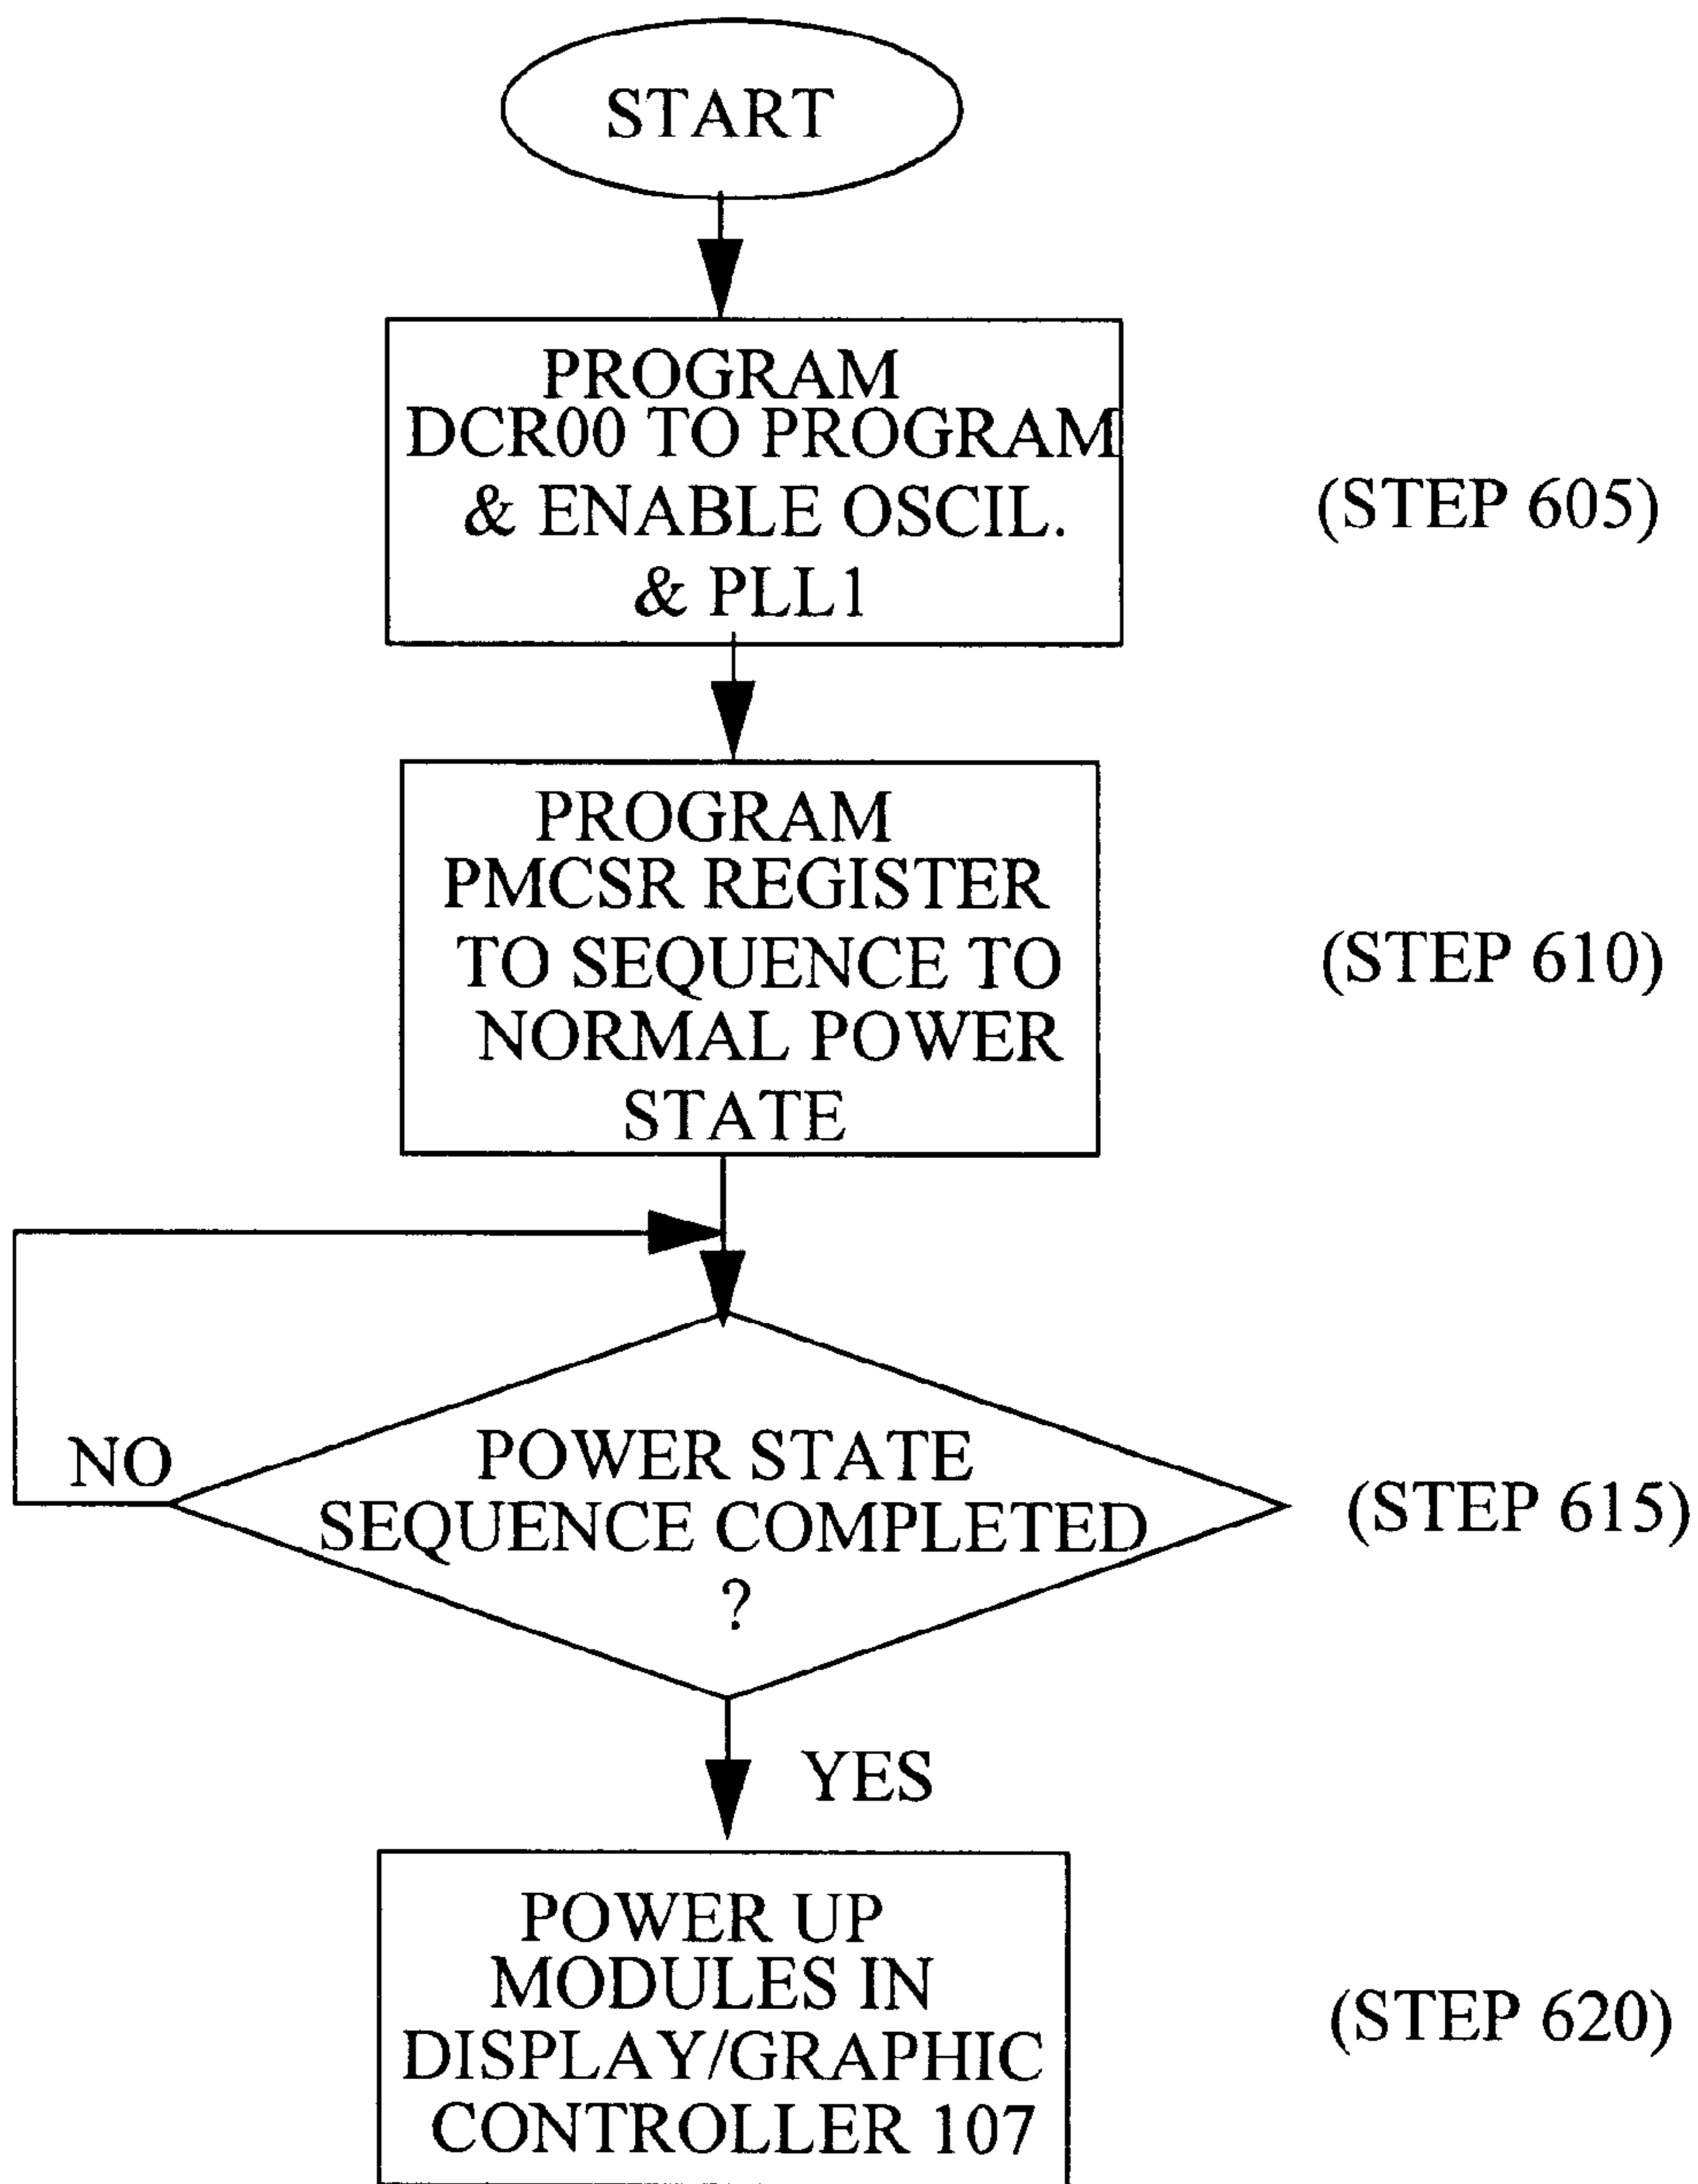 START
PROGRAM
DCR00 TO PROGRAM
& ENABLE OSCIL.
& PLL1
(STEP 605)
PROGRAM
PMCSR REGISTER
TO SEQUENCE TO
NORMAL POWER
STATE
(STEP 610)
NO
POWER STATE
SEQUENCE COMPLETED
?
(STEP 615)
YES
POWER UP
MODULES IN
DISPLAY/GRAPHIC
CONTROLLER 107
(STEP 620)